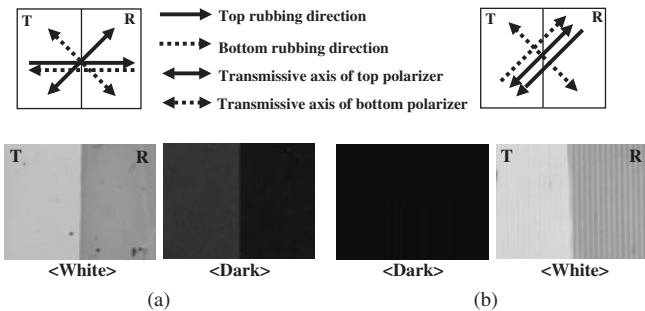 T R
Top rubbing direction
Bottom rubbing direction
Transmissive axis of top polarizer
Transmissive axis of bottom polarizer
T R
T R
<White> <Dark>
T R
<Dark> <White>
(a) (b)